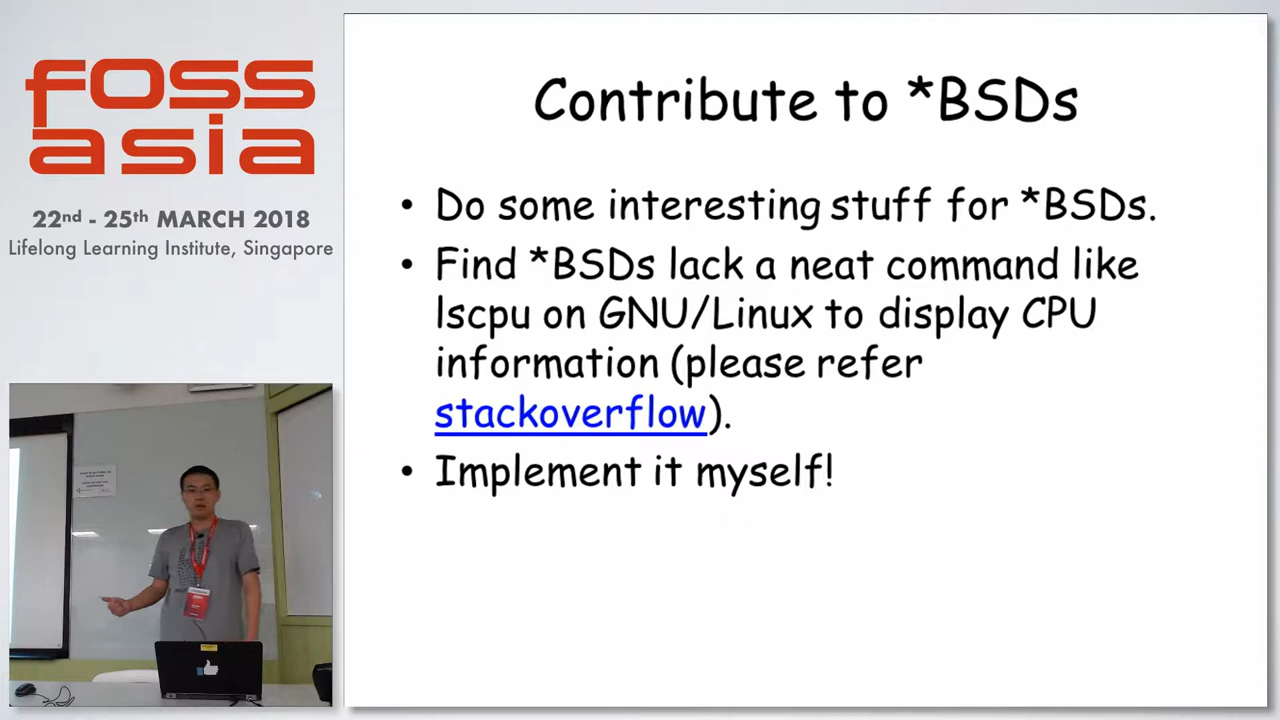 foss
asia
22nd - 25th MARCH 2018
Lifelong Learning Institute, Singapore
Contribute to *BSDs
• Do some interesting stuff for *BSDs.
• Find *BSDs lack a neat command like
lscpu on GNU/Linux to display CPU
information (please refer
stackoverflow).
• Implement it myself!